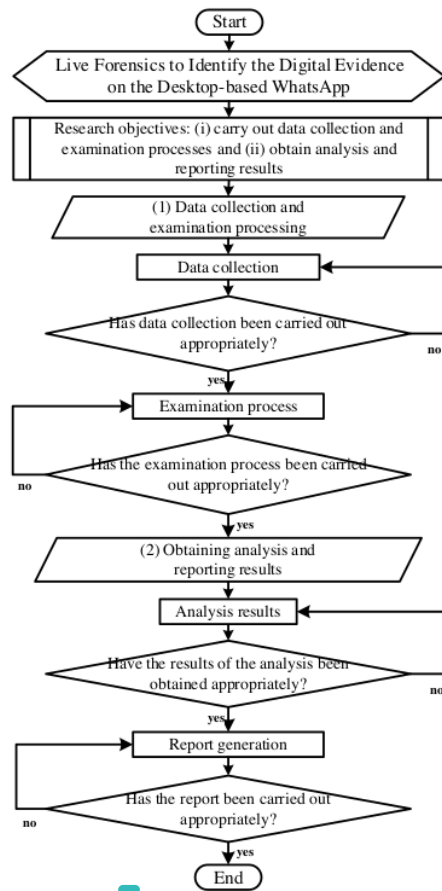 Start
Live Forensics to Identify the Digital Evidence
on the Desktop-based WhatsApp
Research objectives: (i) carry out data collection and
examination processes and (ii) obtain analysis and
reporting results
(1) Data collection and
examination processing
Data collection
Has data collection been carried out
appropriately?
no
yes
Examination process
Has the examination process been carried
out appropriately?
no
yes
(2) Obtaining analysis and
reporting results
Analysis results
Have the results of the analysis been
obtained appropriately?
no
yes
Report generation
Has the report been carried out
appropriately?
no
yes
End